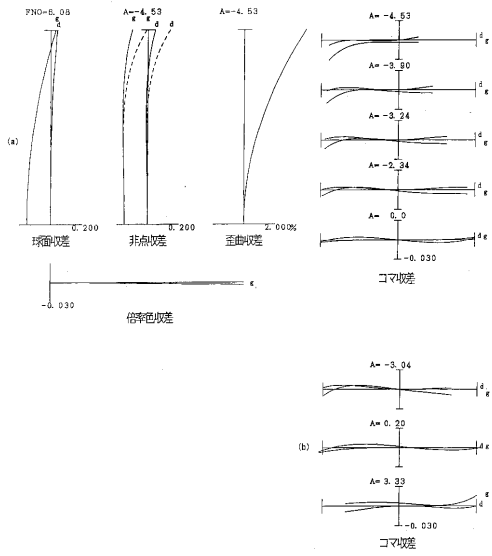 FNO=6.08
g
d
0.200
球面収差
A=-4.53
g g d d
0.200
非点収差
A=-4.53
2.000%
歪曲収差
(a)
-0.030
g
倍率色収差
A=-4.53
d
g
A=-3.90
d
g
A=-3.24
d
g
A=-2.34
d
g
A= 0.0
d g
-0.030
コマ収差
(b)
A=-3.04
d
g
A= 0.20
d g
A= 3.33
g
d
-0.030
コマ収差